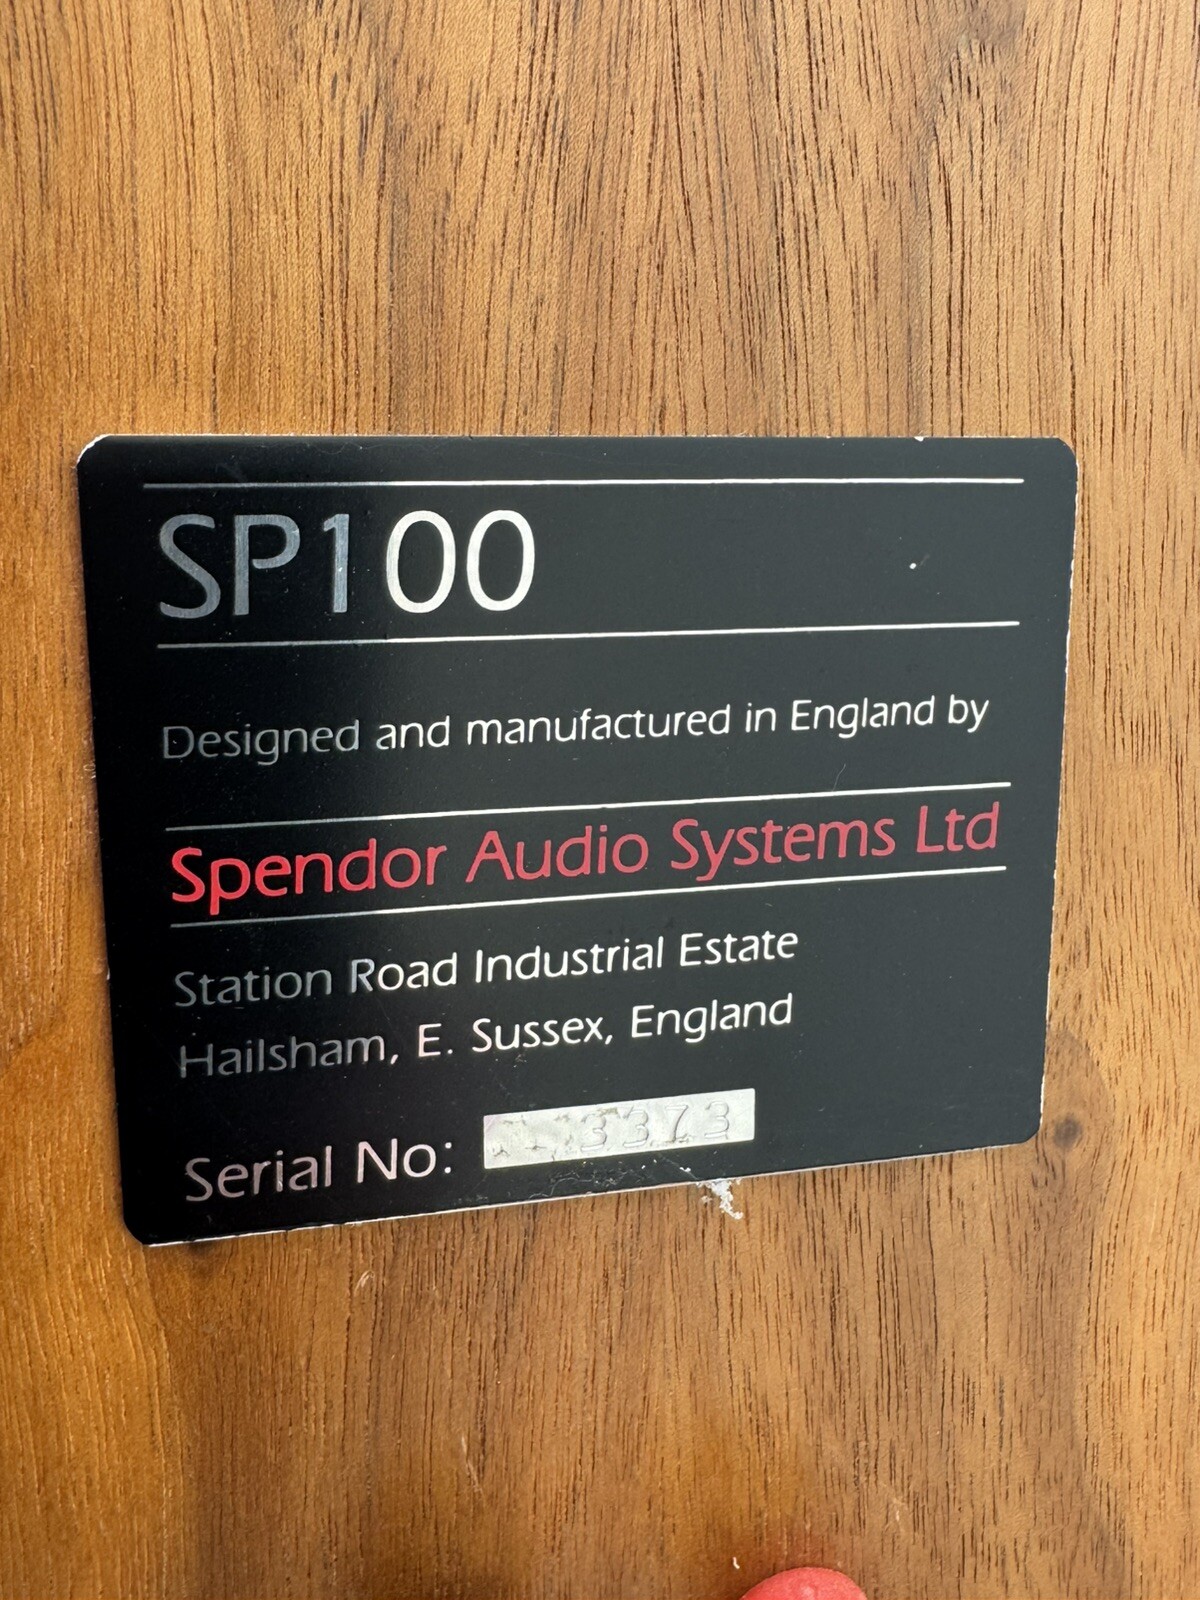 SP100
Designed and manufactured in England by
Spendor Audio Systems Ltd
Station Road Industrial Estate
Hailsham, E. Sussex, England
Serial No: 3373